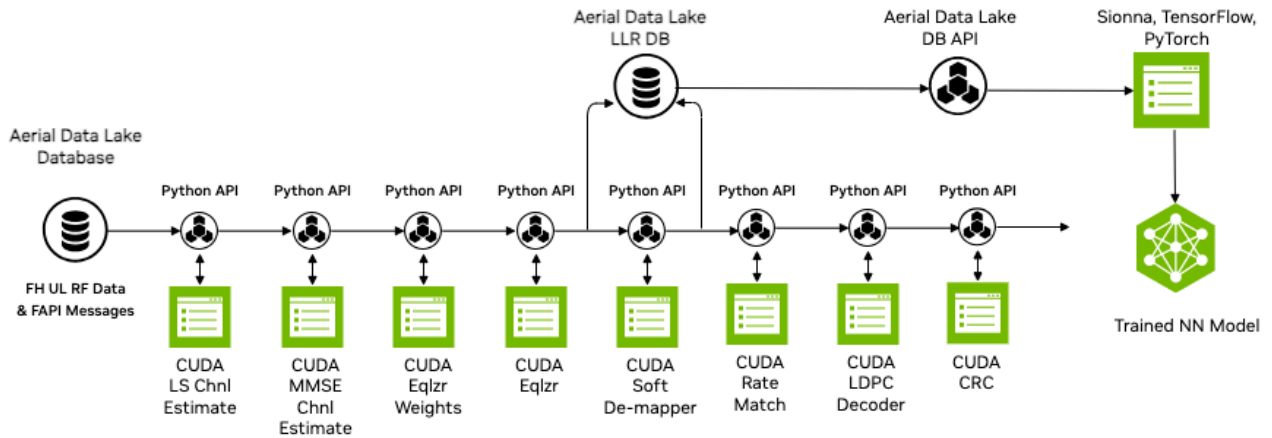 Aerial Data Lake
LLR DB
Aerial Data Lake
DB API
Sionna, TensorFlow,
PyTorch
Aerial Data Lake
Database
FH UL RF Data
& FAPI Messages
Python API
Python API
Python API
Python API
Python API
Python API
Python API
Python API
CUDA
LS Chnl
Estimate
CUDA
MMSE
Chnl
Estimate
CUDA
Eqlzr
Weights
CUDA
Eqlzr
CUDA
Soft
De-mapper
CUDA
Rate
Match
CUDA
LDPC
Decoder
CUDA
CRC
Trained NN Model